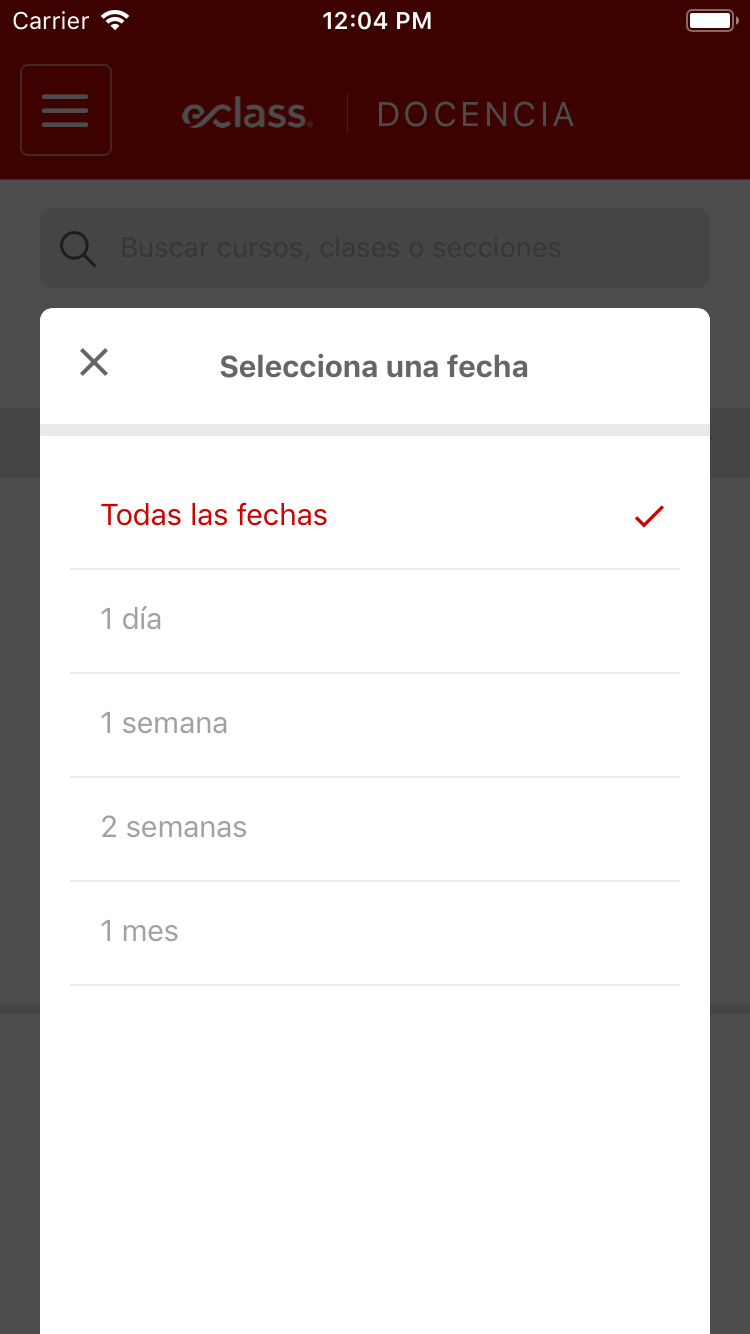 Carrier 12:04 PM
eclass. DOCENCIA
Buscar cursos, clases o secciones
Selecciona una fecha
Todas las fechas
1 día
1 semana
2 semanas
1 mes